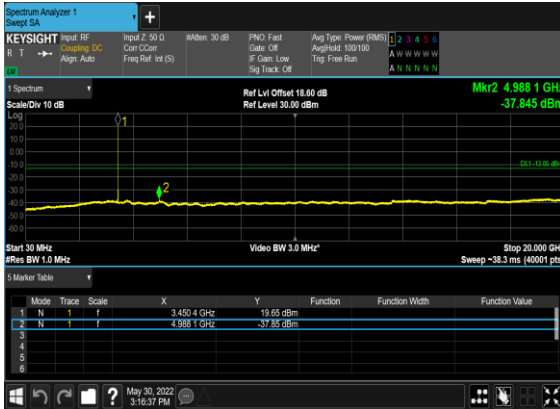 Spectrum Analyzer 1
Swept SA
+
KEYSIGHT
R T
LW
Input: RF
Coupling: DC
Align: Auto
Input Z: 50 Ω
Corr CCorr
Freq Ref: Int (S)
#Atten: 30 dB
PNO: Fast
Gate: Off
IF Gain: Low
Sig Track: Off
Avg Type: Power (RMS)
Avg|Hold: 100/100
Trig: Free Run
1 2 3 4 5 6
A W W W W W
A N N N N N
1 Spectrum
Scale/Div 10 dB
Ref Lvl Offset 18.60 dB
Ref Level 30.00 dBm
Mkr2 4.988 1 GHz
-37.845 dBm
Log
20.0
10.0
0.00
-10.0
-20.0
-30.0
-40.0
-50.0
-60.0
1
2
DL1 -13.00 dBm
Start 30 MHz
#Res BW 1.0 MHz
Video BW 3.0 MHz*
Stop 20.000 GH
Sweep ~38.3 ms (40001 pts
5 Marker Table
Mode Trace Scale X Y Function Function Width Function Value
1 N 1 f 3.450 4 GHz 19.65 dBm
2 N 1 f 4.988 1 GHz -37.85 dBm
3
4
5
6
?
May 30, 2022
3:16:37 PM